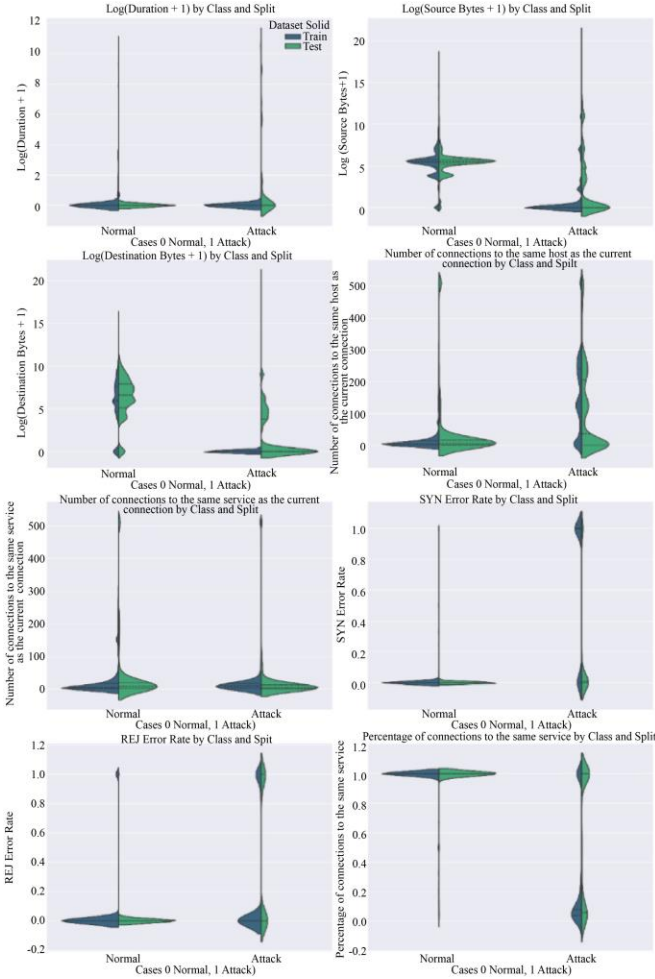 Log(Duration + 1) by Class and Split
Dataset Solid
Train
Test
Log(Duration + 1)
12
10
8
6
4
2
0
Normal
Attack
Cases 0 Normal, 1 Attack)
Log(Source Bytes + 1) by Class and Split
Log (Source Bytes+1)
20
15
10
5
0
Normal
Attack
Cases 0 Normal, 1 Attack)
Log(Destination Bytes + 1) by Class and Split
Log(Destination Bytes + 1)
20
15
10
5
0
Normal
Attack
Cases 0 Normal, 1 Attack)
Number of connections to the same host as the current
connection by Class and Spilt
Number of connections to the same host as
the current connection
500
400
300
200
100
0
Normal
Attack
Cases 0 Normal, 1 Attack)
Number of connections to the same service as the current
connection by Class and Split
Number of connections to the same service
as the current connection
500
400
300
200
100
0
Normal
Attack
Cases 0 Normal, 1 Attack)
SYN Error Rate by Class and Split
SYN Error Rate
1.0
0.8
0.6
0.4
0.2
0.0
Normal
Attack
Cases 0 Normal, 1 Attack)
REJ Error Rate by Class and Spit
REJ Error Rate
1.2
1.0
0.8
0.6
0.4
0.2
0.0
-0.2
Normal
Attack
Cases 0 Normal, 1 Attack)
Percentage of connections to the same service by Class and Split
Percentage of connections to the same service
1.2
1.0
0.8
0.6
0.4
0.2
0.0
-0.2
Normal
Attack
Cases 0 Normal, 1 Attack)